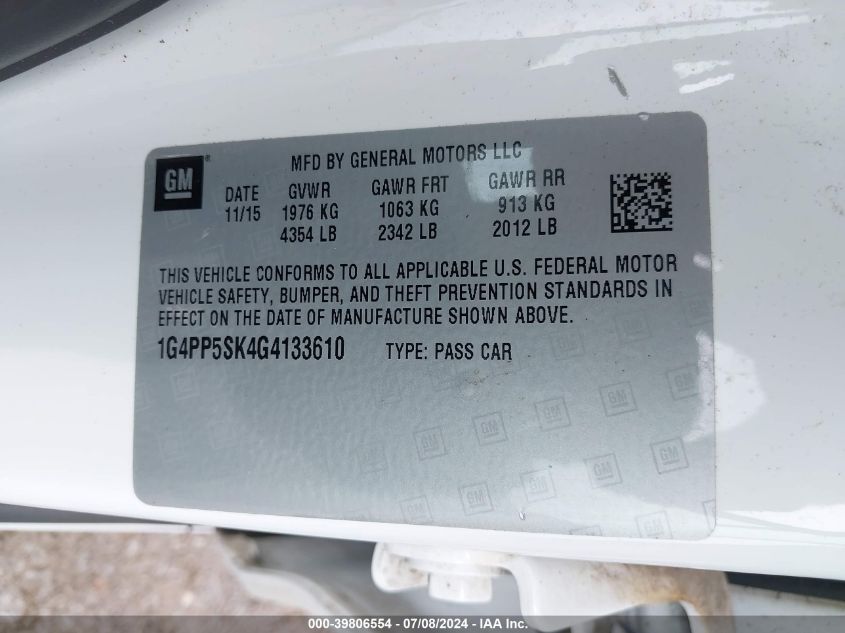 GM ®
MFD BY GENERAL MOTORS LLC
DATE GVWR GAWR FRT GAWR RR
11/15 1976 KG 1063 KG 913 KG
4354 LB 2342 LB 2012 LB
THIS VEHICLE CONFORMS TO ALL APPLICABLE U.S. FEDERAL MOTOR
VEHICLE SAFETY, BUMPER, AND THEFT PREVENTION STANDARDS IN
EFFECT ON THE DATE OF MANUFACTURE SHOWN ABOVE.
1G4PP5SK4G4133610 TYPE: PASS CAR
000-39806554 - 07/08/2024 - IAA Inc.